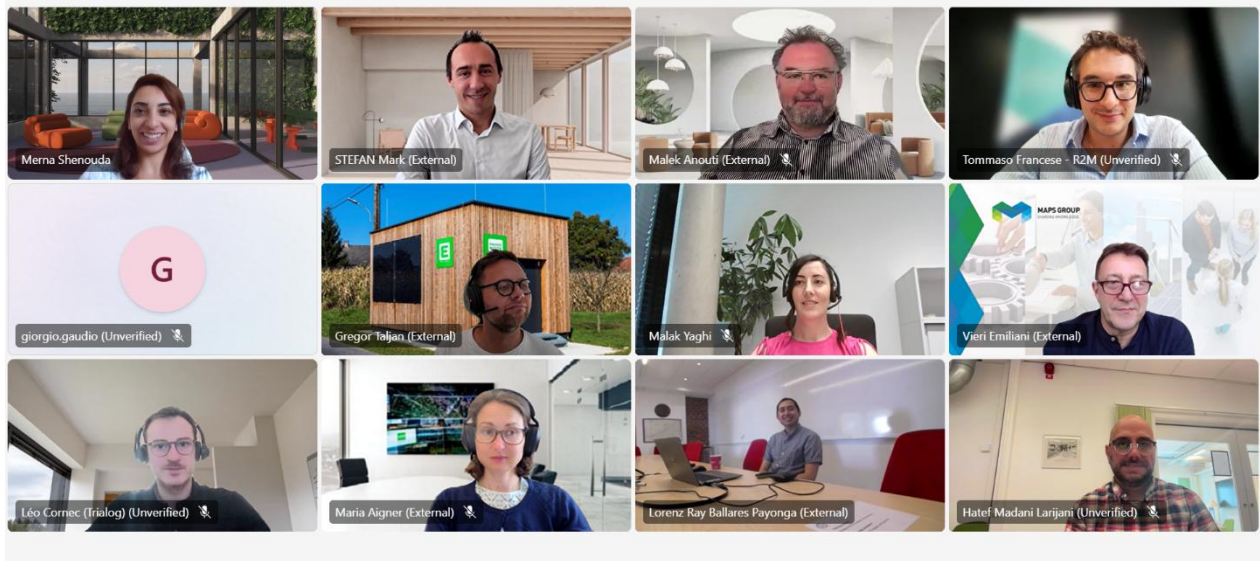 Merna Shenouda
STEFAN Mark (External)
Malek Anouti (External)
Tommaso Francese - R2M (Unverified)
G
giorgio.gaudio (Unverified)
E
Gregor Taljan (External)
Malak Yaghi
MAPS GROUP
Vieri Emiliani (External)
Léo Cornec (Trialog) (Unverified)
Maria Aigner (External)
Lorenz Ray Ballares Payonga (External)
Hatef Madani Larijani (Unverified)